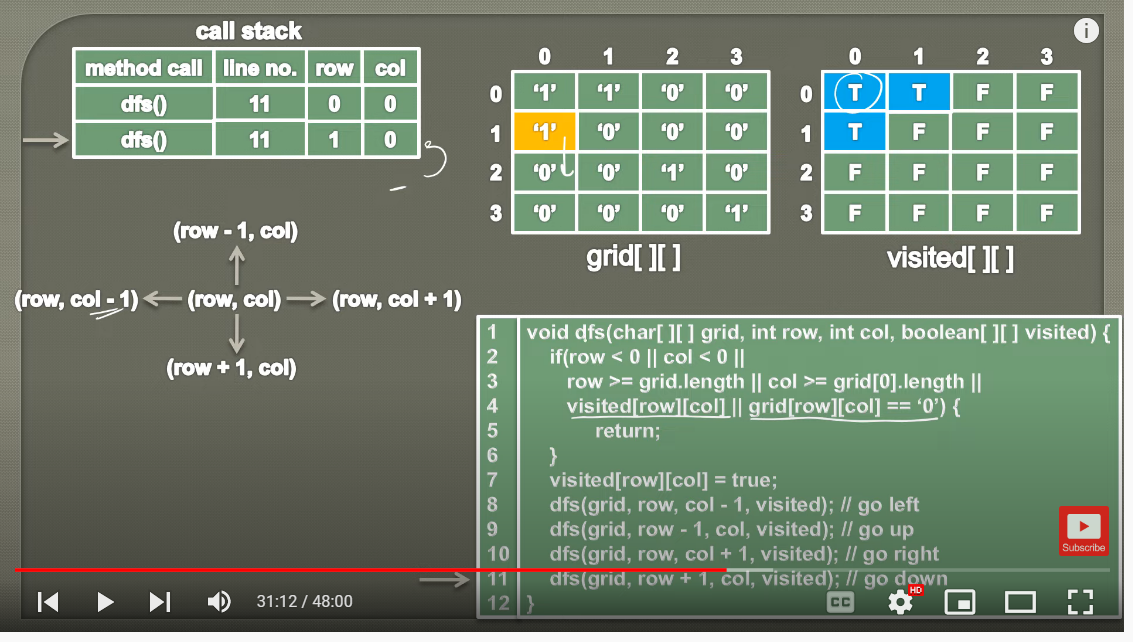 call stack
method call line no. row col
dfs() 11 0 0
dfs() 11 1 0
0 1 2 3
0 '1' '1' '0' '0'
1 '1' '0' '0' '0'
2 '0' '0' '1' '0'
3 '0' '0' '0' '1'
grid[ ][ ]
0 1 2 3
0 T T F F
1 T F F F
2 F F F F
3 F F F F
visited[ ][ ]
(row - 1, col)
(row, col - 1) (row, col) (row, col + 1)
(row + 1, col)
1 void dfs(char[ ][ ] grid, int row, int col, boolean[ ][ ] visited) {
2 if(row < 0 || col < 0 ||
3 row >= grid.length || col >= grid[0].length ||
4 visited[row][col] || grid[row][col] == '0') {
5 return;
6 }
7 visited[row][col] = true;
8 dfs(grid, row, col - 1, visited); // go left
9 dfs(grid, row - 1, col, visited); // go up
10 dfs(grid, row, col + 1, visited); // go right
11 dfs(grid, row + 1, col, visited); // go down
12 }
Subscribe
31:12 / 48:00
CC
HD
i